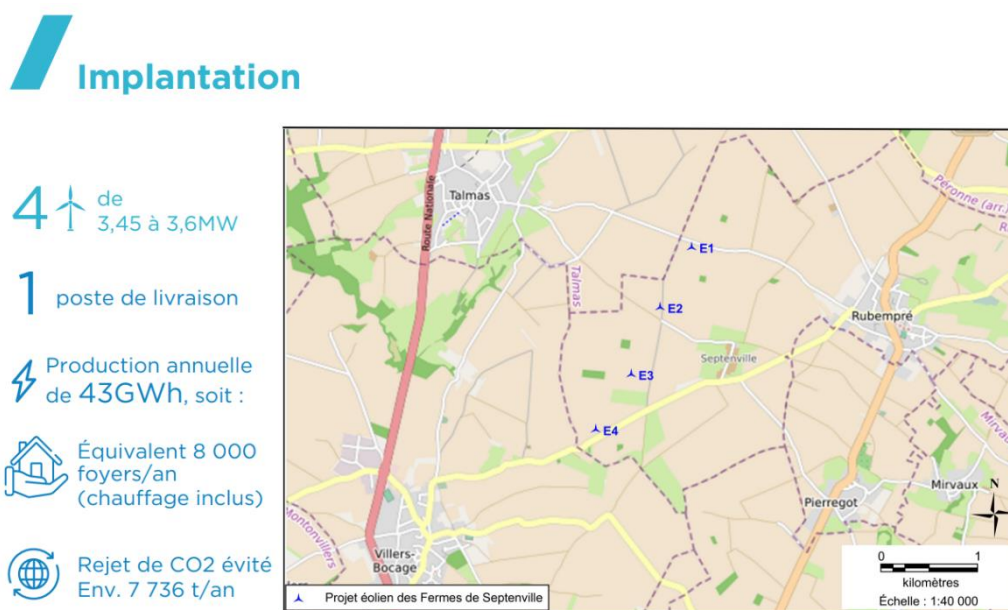 Implantation
4 de
3,45 à 3,6MW
1 poste de livraison
Production annuelle
de 43GWh, soit :
Équivalent 8 000
foyers/an
(chauffage inclus)
Rejet de CO2 évité
Env. 7 736 t/an
Talmas
Route Nationale
Talmas
E1
E2
E3
E4
Septenville
Rubempré
Péronne (arr.
Mirvaux
Pierregot
Villers-
Bocage
Montonvillers
N
0 1
kilomètres
Échelle : 1:40 000
Projet éolien des Fermes de Septenville